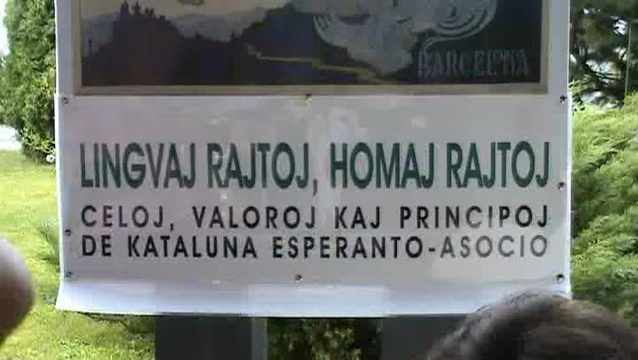 BARCELONA
LINGVAJ RAJTOJ, HOMAJ RAJTOJ
CELOJ, VALOROJ KAJ PRINCIPOJ
DE KATALUNA ESPERANTO-ASOCIO